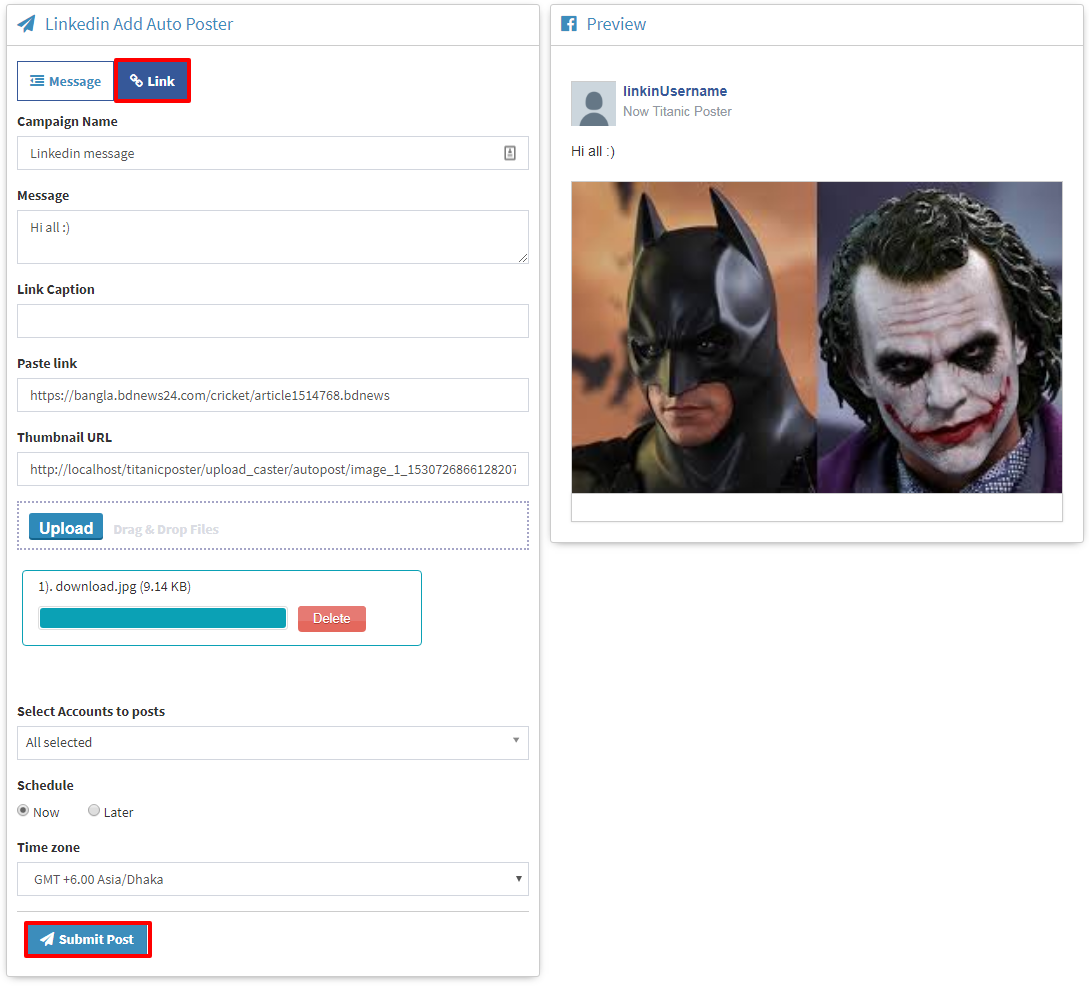 Linkedin Add Auto Poster
Message
Link
Campaign Name
Linkedin message
Message
Hi all :)
Link Caption
Paste link
https://bangla.bdnews24.com/cricket/article1514768.bdnews
Thumbnail URL
http://localhost/titanicposter/upload_caster/autopost/image_1_1530726866128207
Upload
Drag & Drop Files
1). download.jpg (9.14 KB)
Delete
Select Accounts to posts
All selected
Schedule
Now
Later
Time zone
GMT +6.00 Asia/Dhaka
Submit Post
Preview
linkinUsername
Now Titanic Poster
Hi all :)